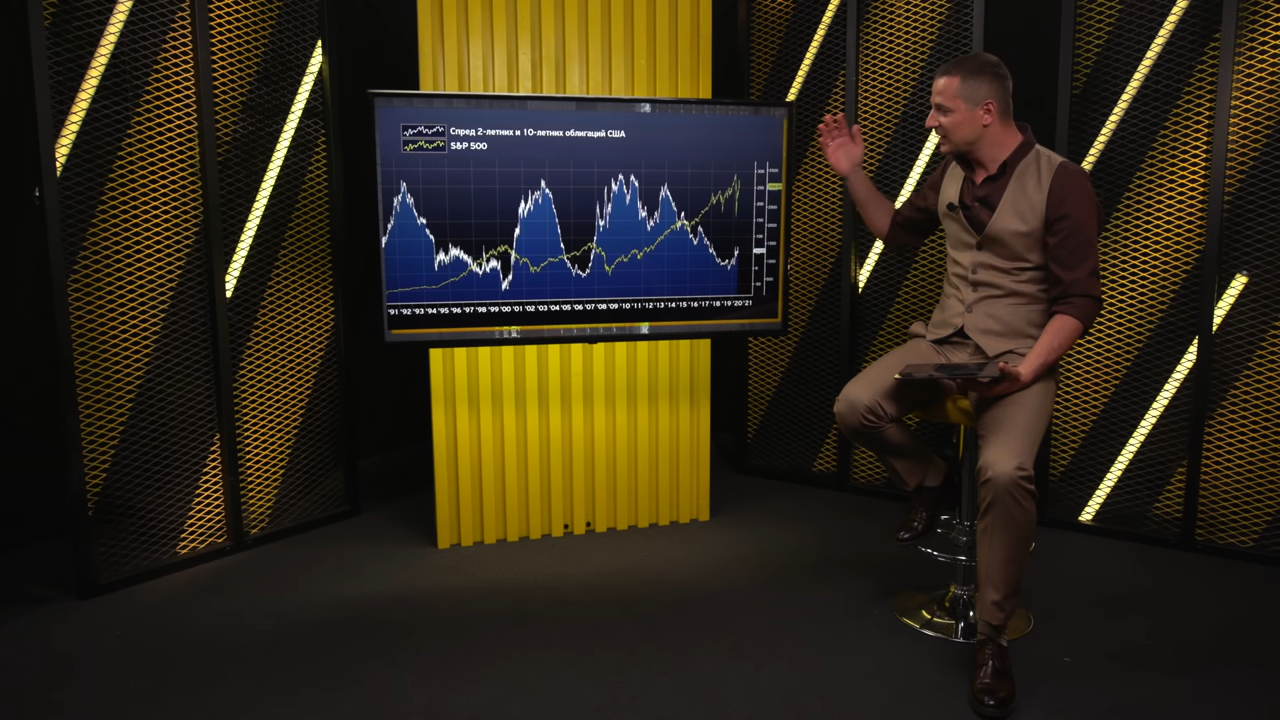 Спред 2-летних и 10-летних облигаций США
S&P 500
'91 '92 '93 '94 '95 '96 '97 '98 '99 '00 '01 '02 '03 '04 '05 '06 '07 '08 '09 '10 '11 '12 '13 '14 '15 '16 '17 '18 '19 '20 '21